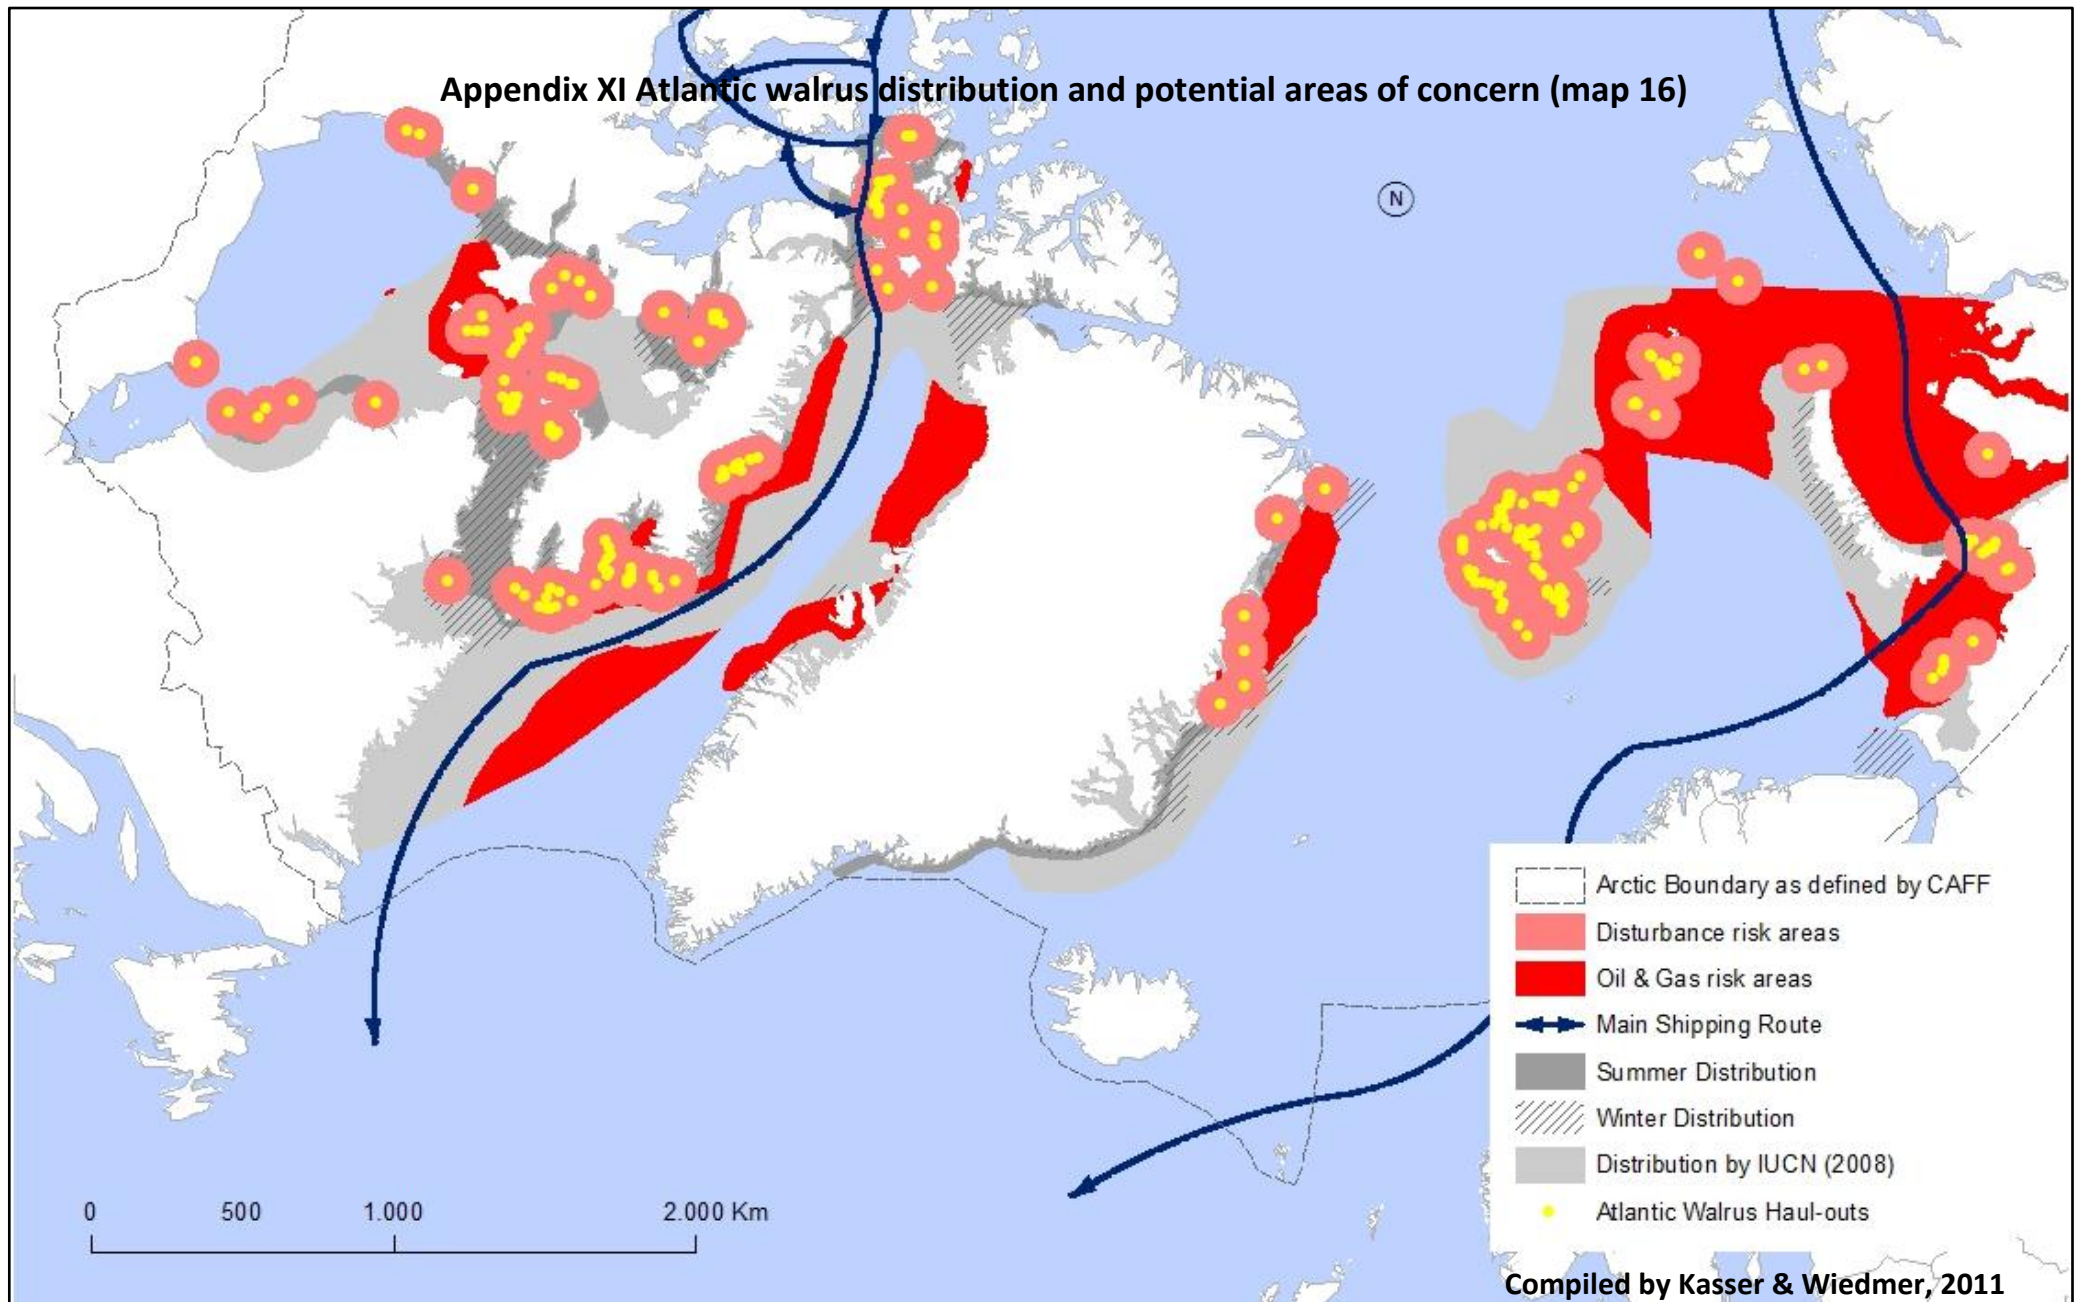 Appendix XI Atlantic walrus distribution and potential areas of concern (map 16)
N
Arctic Boundary as defined by CAFF
Disturbance risk areas
Oil & Gas risk areas
Main Shipping Route
Summer Distribution
Winter Distribution
Distribution by IUCN (2008)
Atlantic Walrus Haul-outs
0 500 1.000 2.000 Km
Compiled by Kasser & Wiedmer, 2011